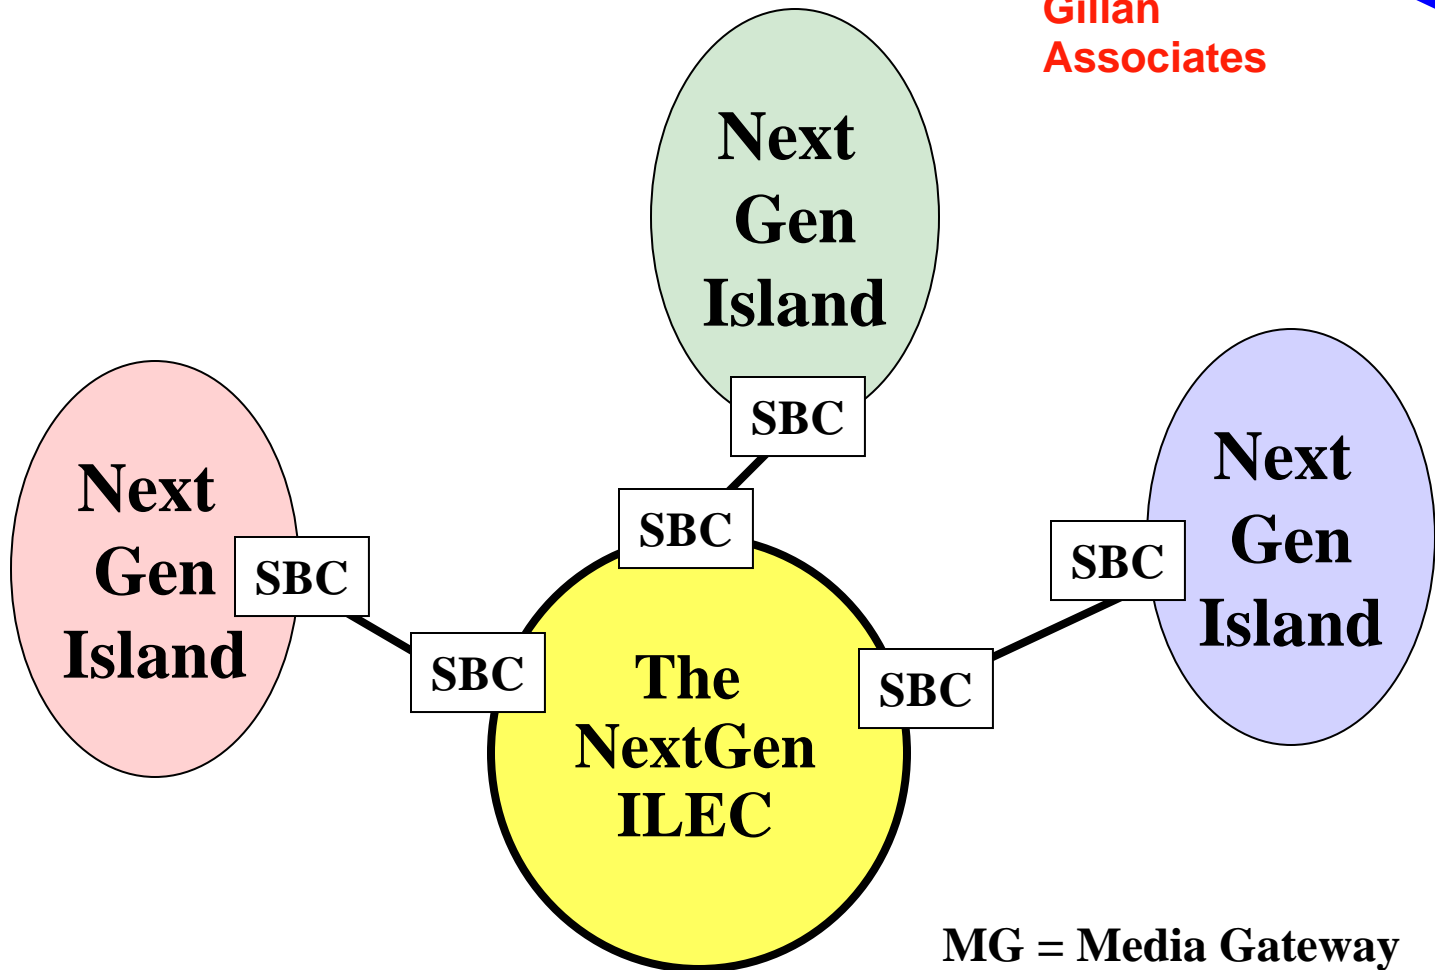 Gillan
Associates
Next
Gen
Island
SBC
SBC
Next
Gen
Island
SBC
SBC
Next
Gen
Island
SBC
SBC
The
NextGen
ILEC
MG = Media Gateway